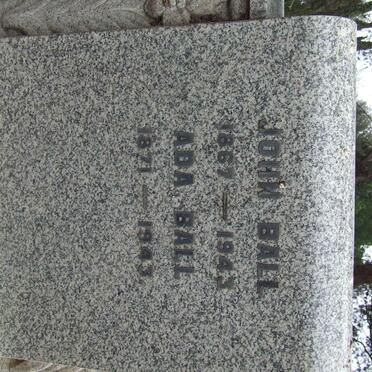 JOHN BALL
1867 — 1943
ADA BALL
1871 — 1943